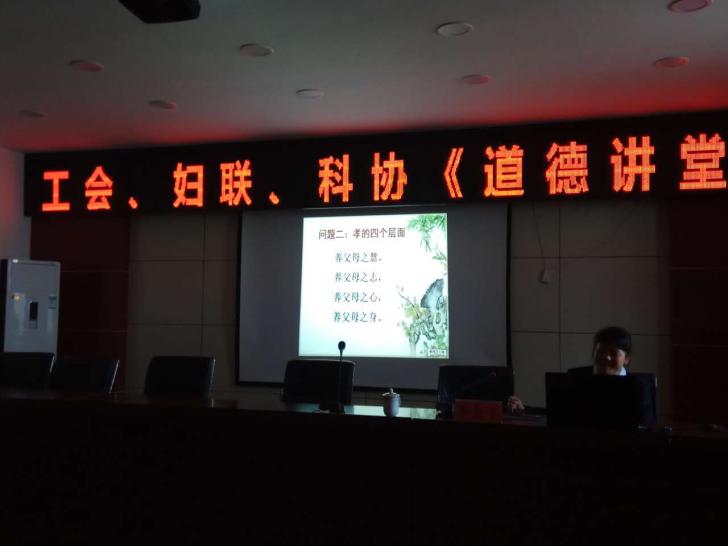 工会、妇联、科协《道德讲堂
问题二：孝的四个层面
养父母之慧，
养父母之志，
养父母之心，
养父母之身。